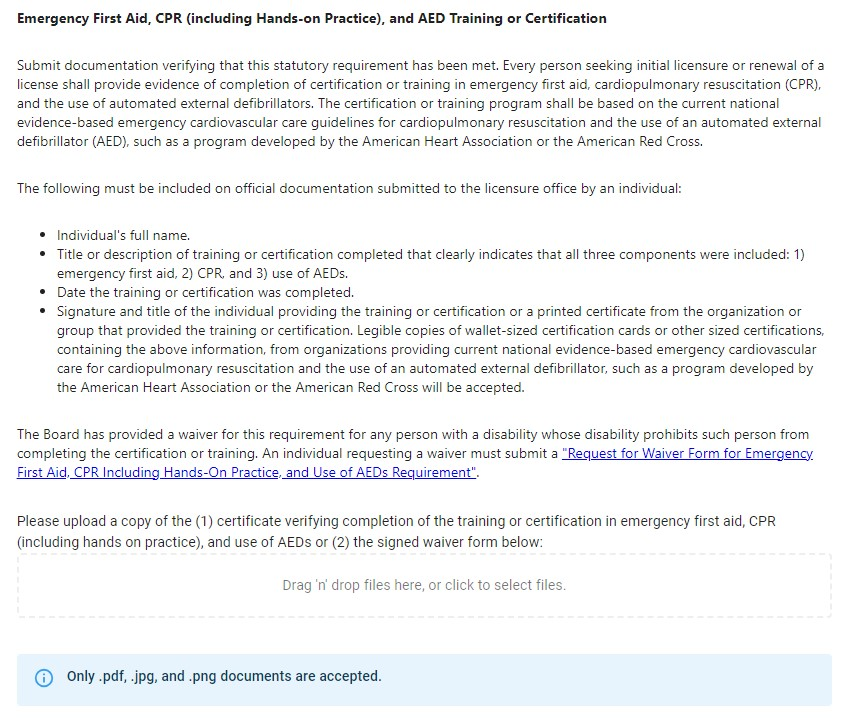 Emergency First Aid, CPR (including Hands-on Practice), and AED Training or Certification
Submit documentation verifying that this statutory requirement has been met. Every person seeking initial licensure or renewal of a
license shall provide evidence of completion of certification or training in emergency first aid, cardiopulmonary resuscitation (CPR),
and the use of automated external defibrillators. The certification or training program shall be based on the current national
evidence-based emergency cardiovascular care guidelines for cardiopulmonary resuscitation and the use of an automated external
defibrillator (AED), such as a program developed by the American Heart Association or the American Red Cross.
The following must be included on official documentation submitted to the licensure office by an individual:
• Individual's full name.
• Title or description of training or certification completed that clearly indicates that all three components were included: 1)
emergency first aid, 2) CPR, and 3) use of AEDs.
• Date the training or certification was completed.
• Signature and title of the individual providing the training or certification or a printed certificate from the organization or
group that provided the training or certification. Legible copies of wallet-sized certification cards or other sized certifications,
containing the above information, from organizations providing current national evidence-based emergency cardiovascular
care for cardiopulmonary resuscitation and the use of an automated external defibrillator, such as a program developed by
the American Heart Association or the American Red Cross will be accepted.
The Board has provided a waiver for this requirement for any person with a disability whose disability prohibits such person from
completing the certification or training. An individual requesting a waiver must submit a "Request for Waiver Form for Emergency
First Aid, CPR Including Hands-On Practice, and Use of AEDs Requirement".
Please upload a copy of the (1) certificate verifying completion of the training or certification in emergency first aid, CPR
(including hands on practice), and use of AEDs or (2) the signed waiver form below:
Drag 'n' drop files here, or click to select files.
Only .pdf, .jpg, and .png documents are accepted.